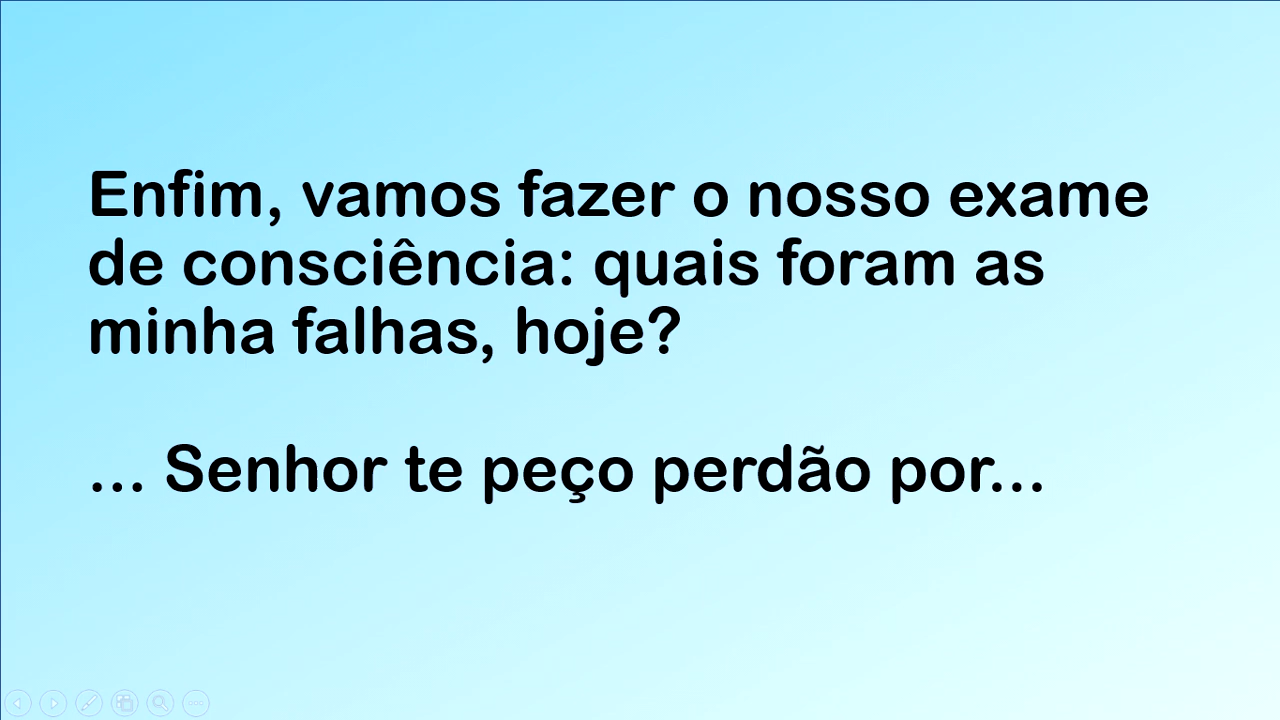 Enfim, vamos fazer o nosso exame
de consciência: quais foram as
minha falhas, hoje?
... Senhor te peço perdão por...